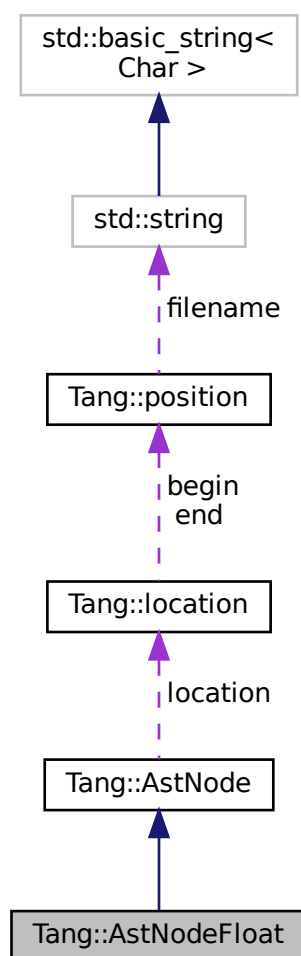 std::basic_string<
Char >
std::string
filename
Tang::position
begin
end
Tang::location
location
Tang::AstNode
Tang::AstNodeFloat